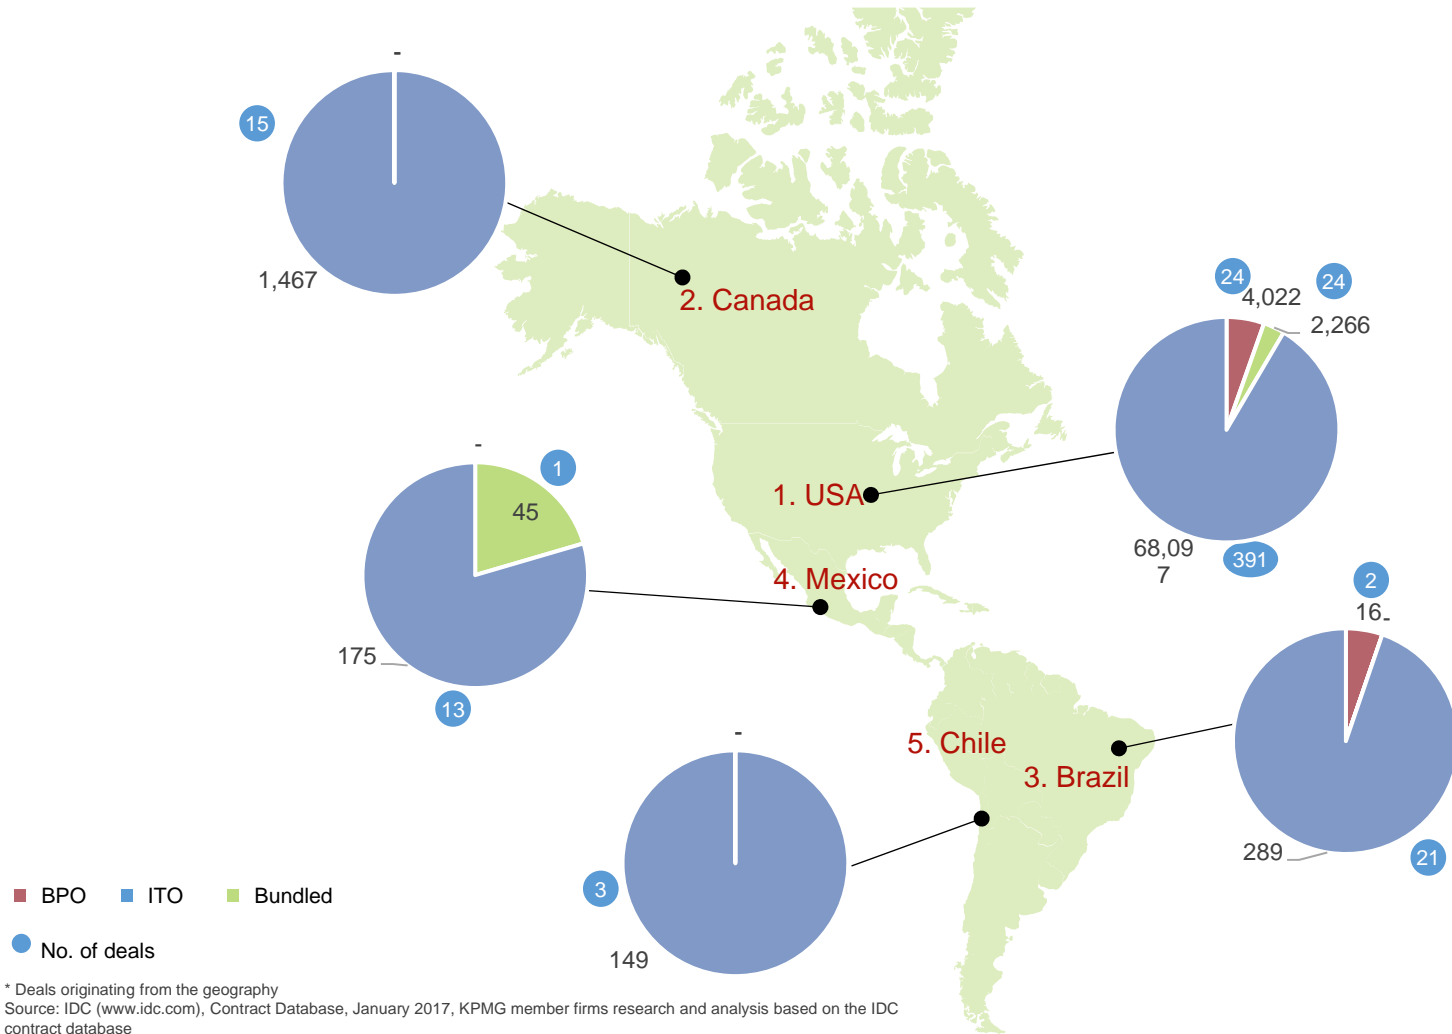 -
15
1,467
2. Canada
24
4,022
24
2,266
-
1
45
1. USA
68,09
7
391
4. Mexico
175
13
2
16
-
-
5. Chile
3. Brazil
289
21
3
149
BPO
ITO
Bundled
No. of deals
* Deals originating from the geography
Source: IDC (www.idc.com), Contract Database, January 2017, KPMG member firms research and analysis based on the IDC
contract database